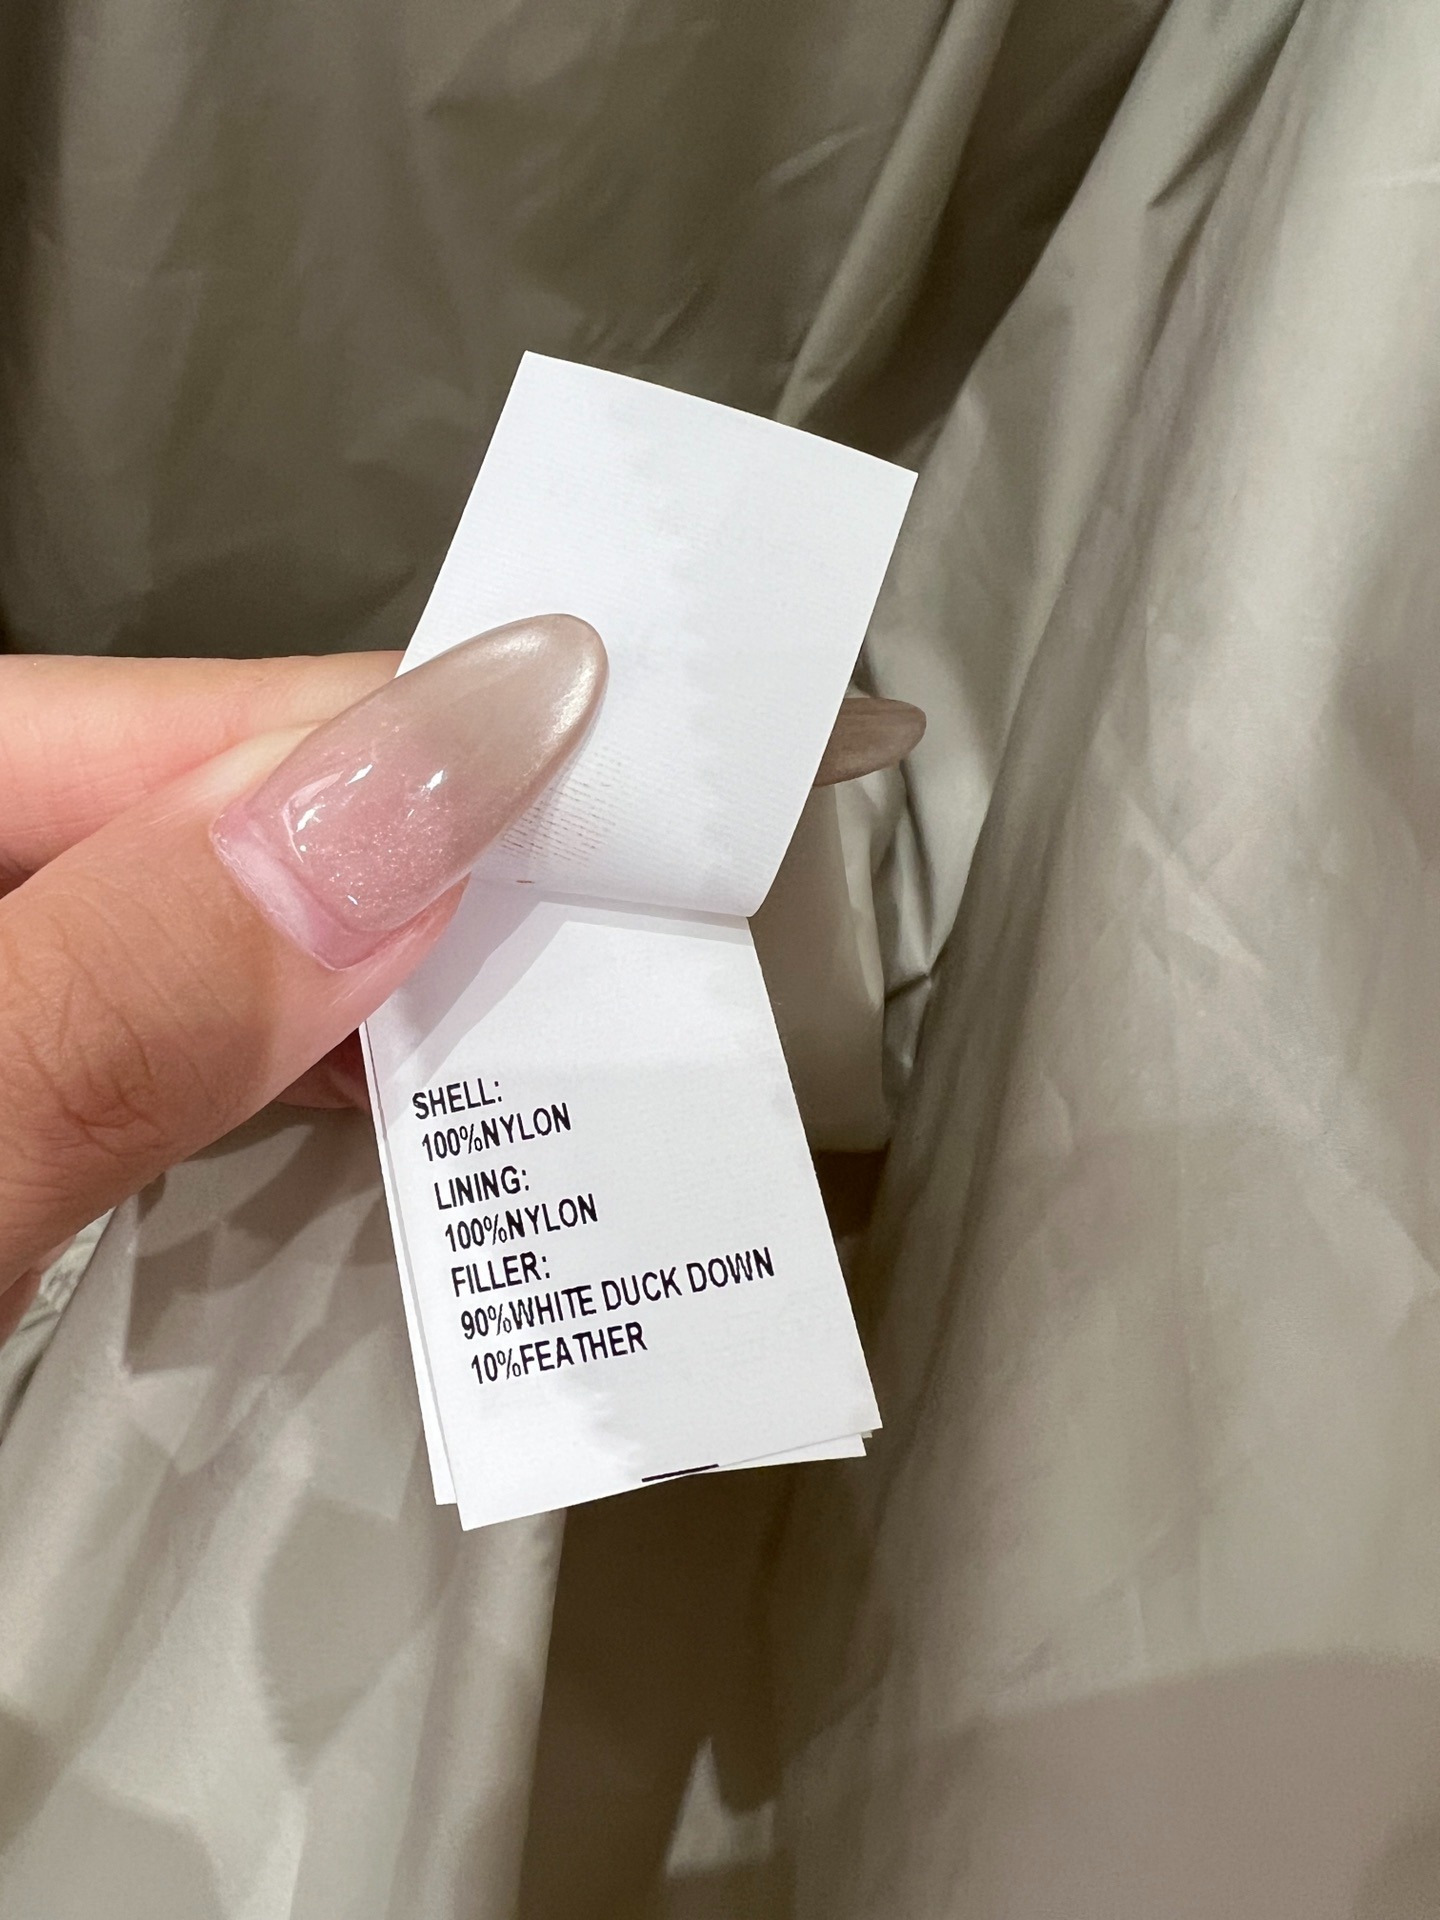 SHELL:
100%NYLON
LINING:
100%NYLON
FILLER:
90%WHITE DUCK DOWN
10%FEATHER